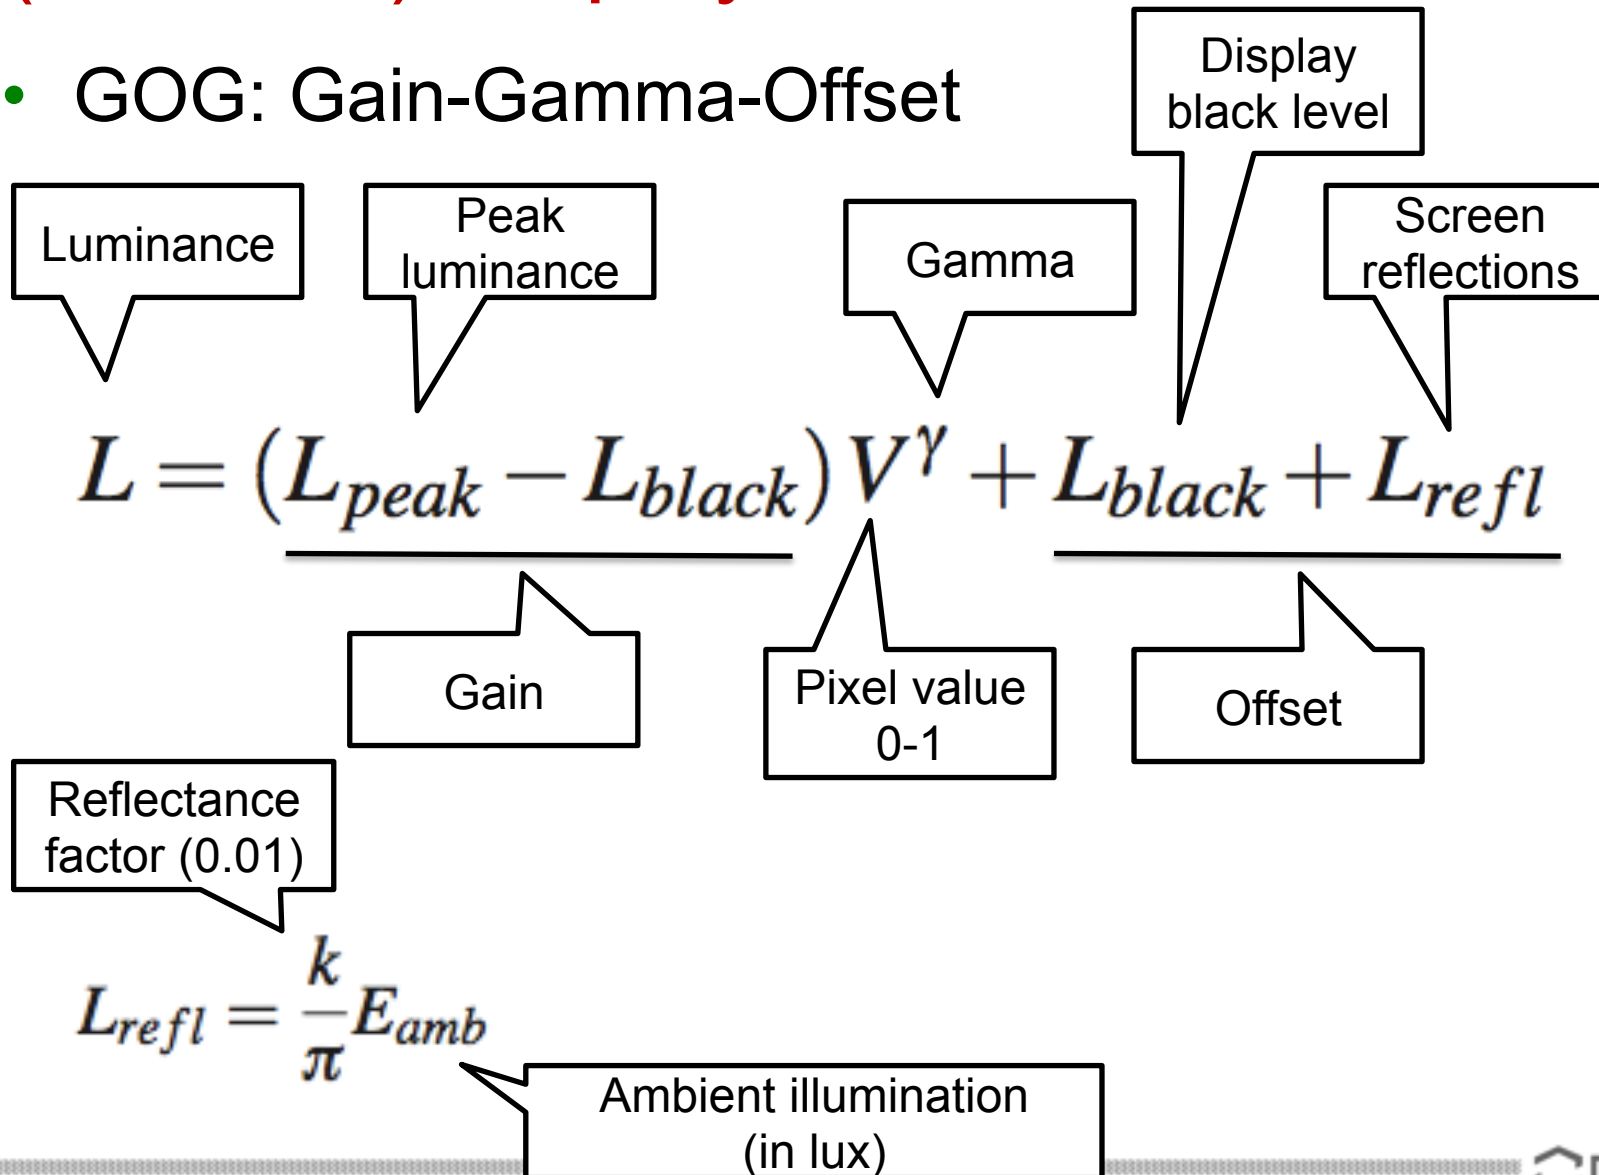 • GOG: Gain-Gamma-Offset
Display
black level
Luminance
Peak
luminance
Gamma
Screen
reflections
L = (L_peak − L_black) V^γ + L_black + L_refl
Gain
Pixel value
0-1
Offset
Reflectance
factor (0.01)
L_refl = k/π E_amb
Ambient illumination
(in lux)